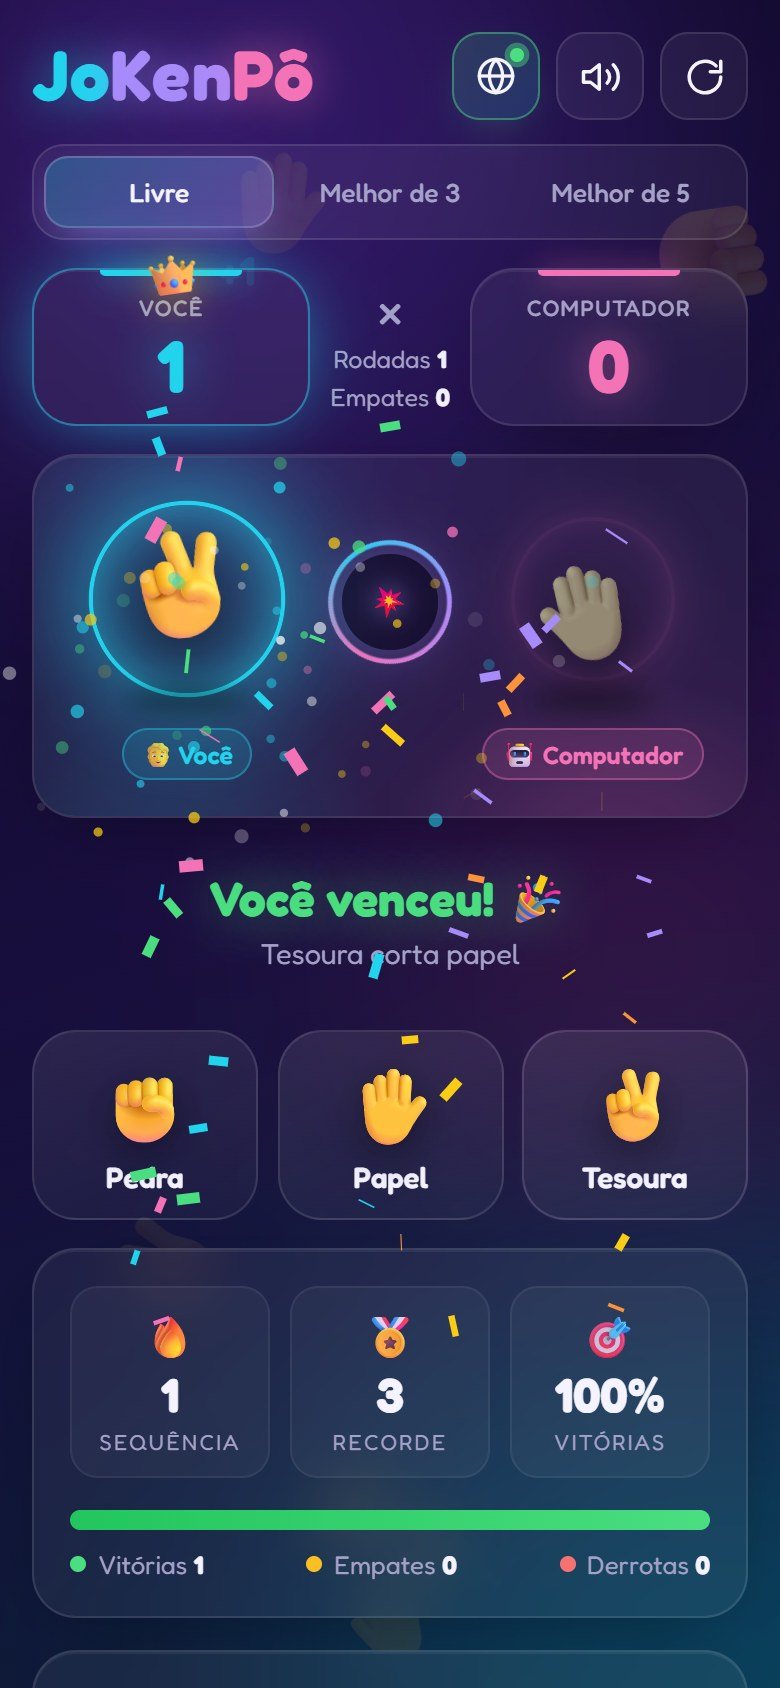 JoKenPô
Livre
Melhor de 3
Melhor de 5
VOCÊ
1
Rodadas 1
Empates 0
COMPUTADOR
0
Você
Computador
Você venceu!
Tesoura corta papel
Pedra
Papel
Tesoura
1
SEQUÊNCIA
3
RECORDE
100%
VITÓRIAS
Vitórias 1
Empates 0
Derrotas 0